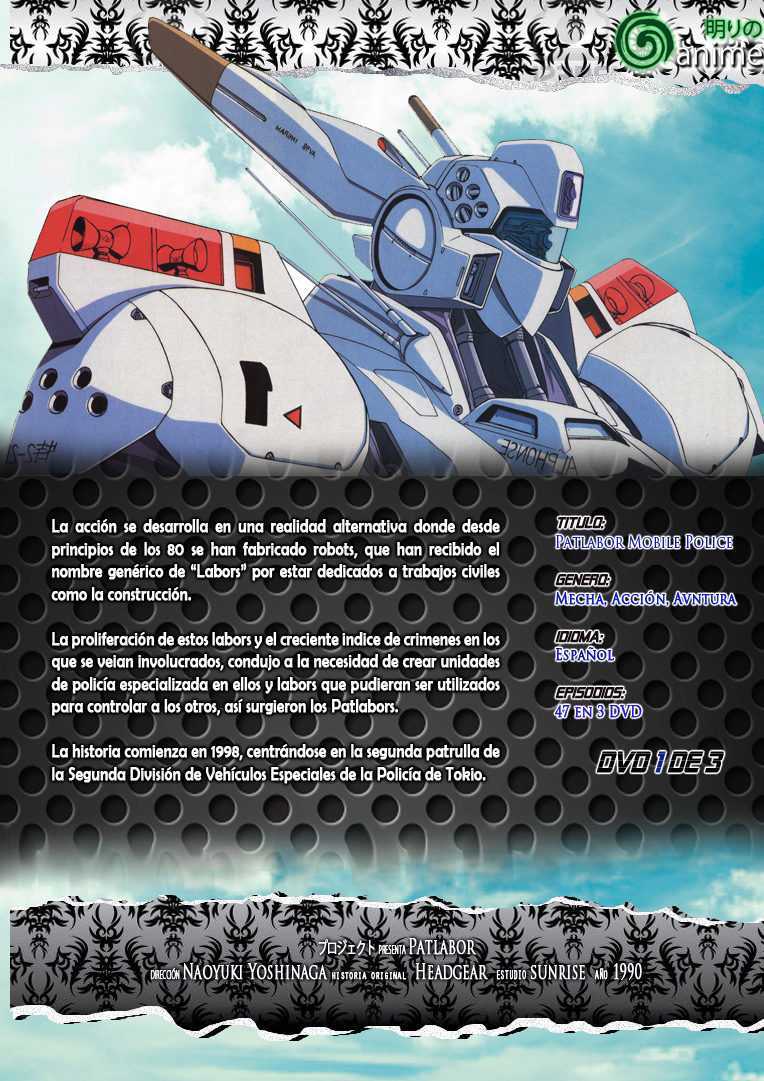 明りの
anime
MARINNI 8PVA
1
特2-2
ALPHONSE
La acción se desarrolla en una realidad alternativa donde desde
principios de los 80 se han fabricado robots, que han recibido el
nombre genérico de “Labors” por estar dedicados a trabajos civiles
como la construcción.
La proliferación de estos labors y el creciente indice de crimenes en los
que se veian involucrados, condujo a la necesidad de crear unidades
de policía especializada en ellos y labors que pudieran ser utilizados
para controlar a los otros, así surgieron los Patlabors.
La historia comienza en 1998, centrándose en la segunda patrulla de
la Segunda División de Vehículos Especiales de la Policía de Tokio.
TITULO:
PATLABOR MOBILE POLICE
GENERO:
MECHA, ACCIÓN, AVNTURA
IDIOMA:
ESPAÑOL
EPISODIOS:
47 EN 3 DVD
DVD 1 DE 3
プロジェクト PRESENTA PATLABOR
DIRECCIÓN NAOYUKI YOSHINAGA HISTORIA ORIGINAL HEADGEAR ESTUDIO SUNRISE AÑO 1990